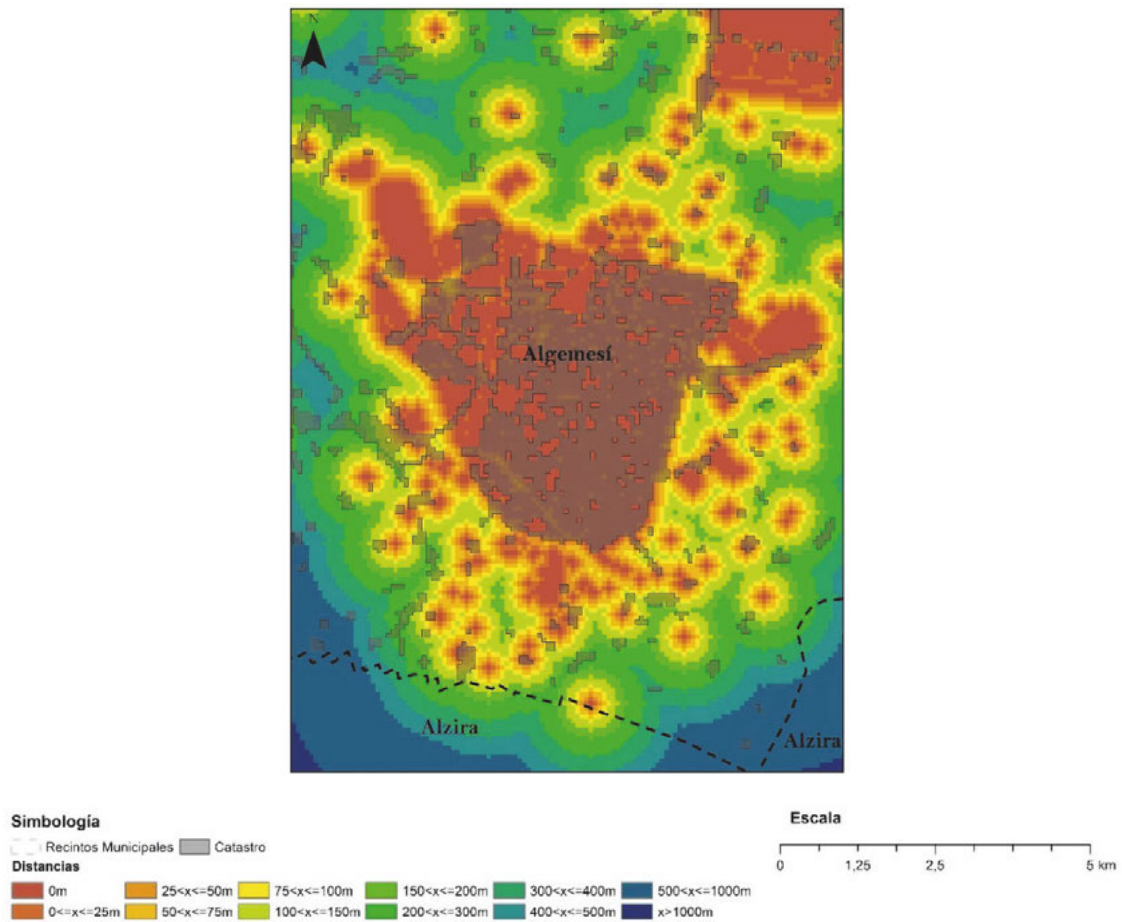 N
Algemesí
Alzira
Alzira
Simbología
Recintos Municipales Catastro
Distancias
0m 25<x<=50m 75<x<=100m 150<x<=200m 300<x<=400m 500<x<=1000m
0<=x<=25m 50<x<=75m 100<x<=150m 200<x<=300m 400<x<=500m x>1000m
Escala
0 1,25 2,5 5 km